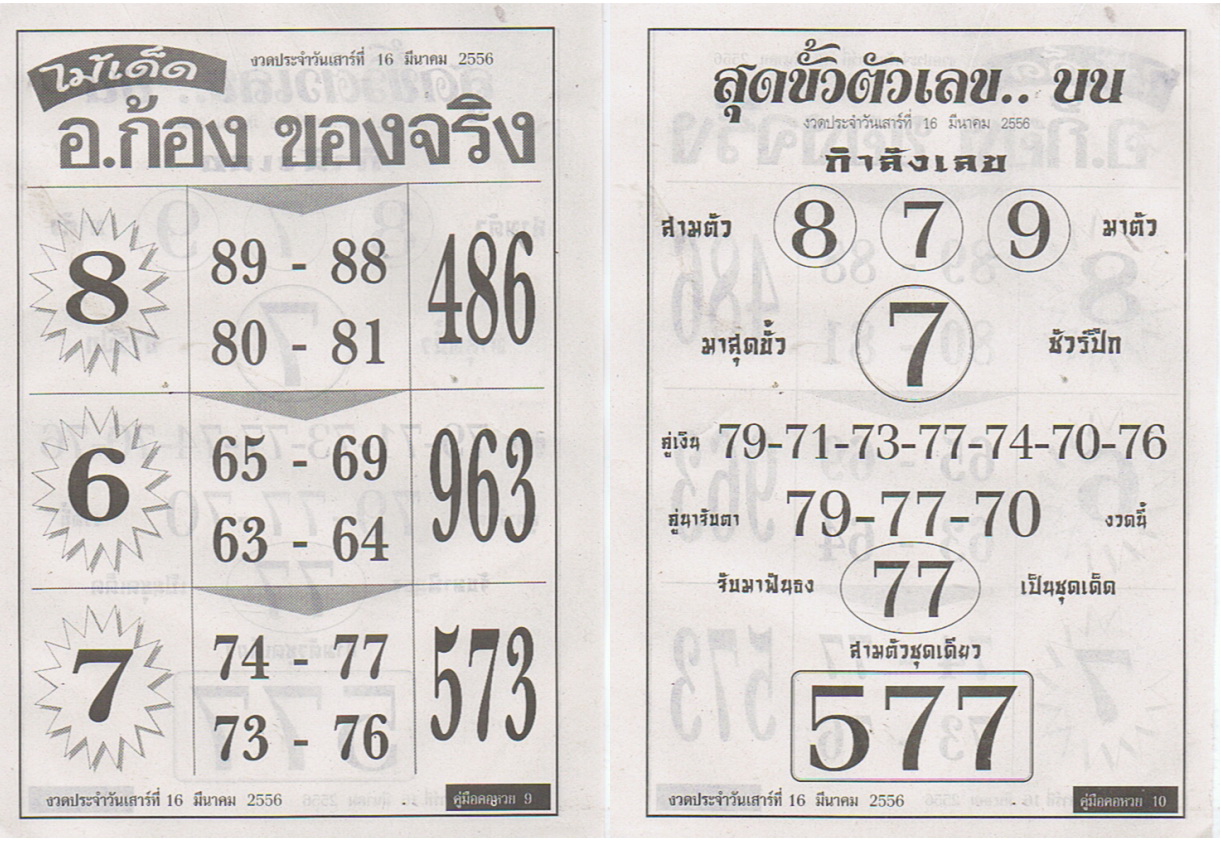 ไม้เด็ด
งวดประจำวันเสาร์ที่ 16 มีนาคม 2556
อ.ก้อง ของจริง
8
89 - 88
80 - 81
486
6
65 - 69
63 - 64
963
7
74 - 77
73 - 76
573
งวดประจำวันเสาร์ที่ 16 มีนาคม 2556
คู่มือคอหวย 9
สุดขั้วตัวเลข.. บน
งวดประจำวันเสาร์ที่ 16 มีนาคม 2556
กำลังเลย
สามตัว 8 7 9 มาตัว
มาสุดขั้ว 7 ชัวร์ปึก
คู่เงิน 79-71-73-77-74-70-76
คู่น่าจับตา 79-77-70 งวดนี้
จับมาฟันธง 77 เป็นชุดเด็ด
สามตัวชุดเดียว
577
งวดประจำวันเสาร์ที่ 16 มีนาคม 2556
คู่มือคอหวย 10